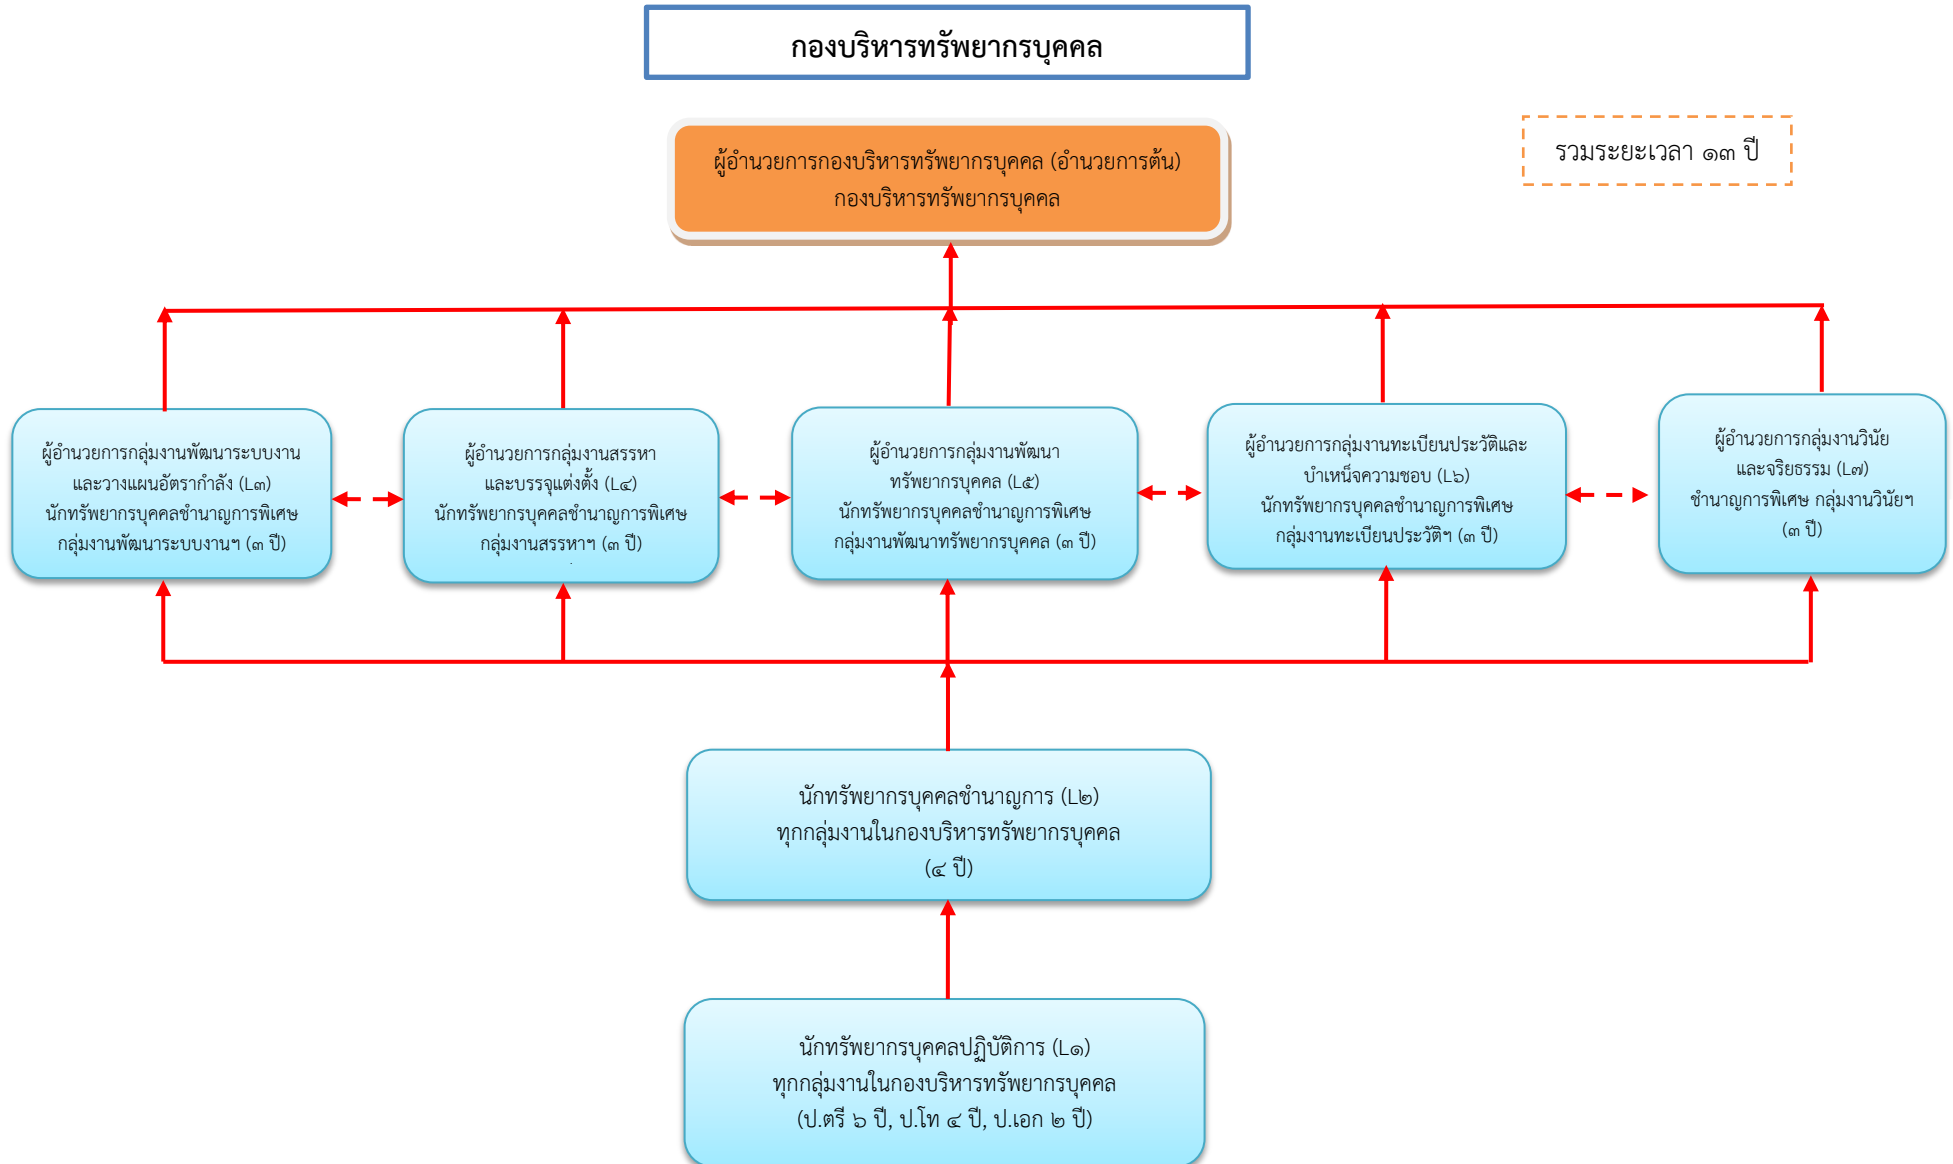 กองบริหารทรัพยากรบุคคล
ผู้อำนวยการกองบริหารทรัพยากรบุคคล (อำนวยการต้น)
กองบริหารทรัพยากรบุคคล
รวมระยะเวลา ๑๓ ปี
ผู้อำนวยการกลุ่มงานพัฒนาระบบงาน
และวางแผนอัตรากำลัง (L๓)
นักทรัพยากรบุคคลชำนาญการพิเศษ
กลุ่มงานพัฒนาระบบงานฯ (๓ ปี)
ผู้อำนวยการกลุ่มงานสรรหา
และบรรจุแต่งตั้ง (L๔)
นักทรัพยากรบุคคลชำนาญการพิเศษ
กลุ่มงานสรรหาฯ (๓ ปี)
ผู้อำนวยการกลุ่มงานพัฒนา
ทรัพยากรบุคคล (L๕)
นักทรัพยากรบุคคลชำนาญการพิเศษ
กลุ่มงานพัฒนาทรัพยากรบุคคล (๓ ปี)
ผู้อำนวยการกลุ่มงานทะเบียนประวัติและ
บำเหน็จความชอบ (L๖)
นักทรัพยากรบุคคลชำนาญการพิเศษ
กลุ่มงานทะเบียนประวัติฯ (๓ ปี)
ผู้อำนวยการกลุ่มงานวินัย
และจริยธรรม (L๗)
ชำนาญการพิเศษ กลุ่มงานวินัยฯ
(๓ ปี)
นักทรัพยากรบุคคลชำนาญการ (L๒)
ทุกกลุ่มงานในกองบริหารทรัพยากรบุคคล
(๔ ปี)
นักทรัพยากรบุคคลปฏิบัติการ (L๑)
ทุกกลุ่มงานในกองบริหารทรัพยากรบุคคล
(ป.ตรี ๖ ปี, ป.โท ๔ ปี, ป.เอก ๒ ปี)